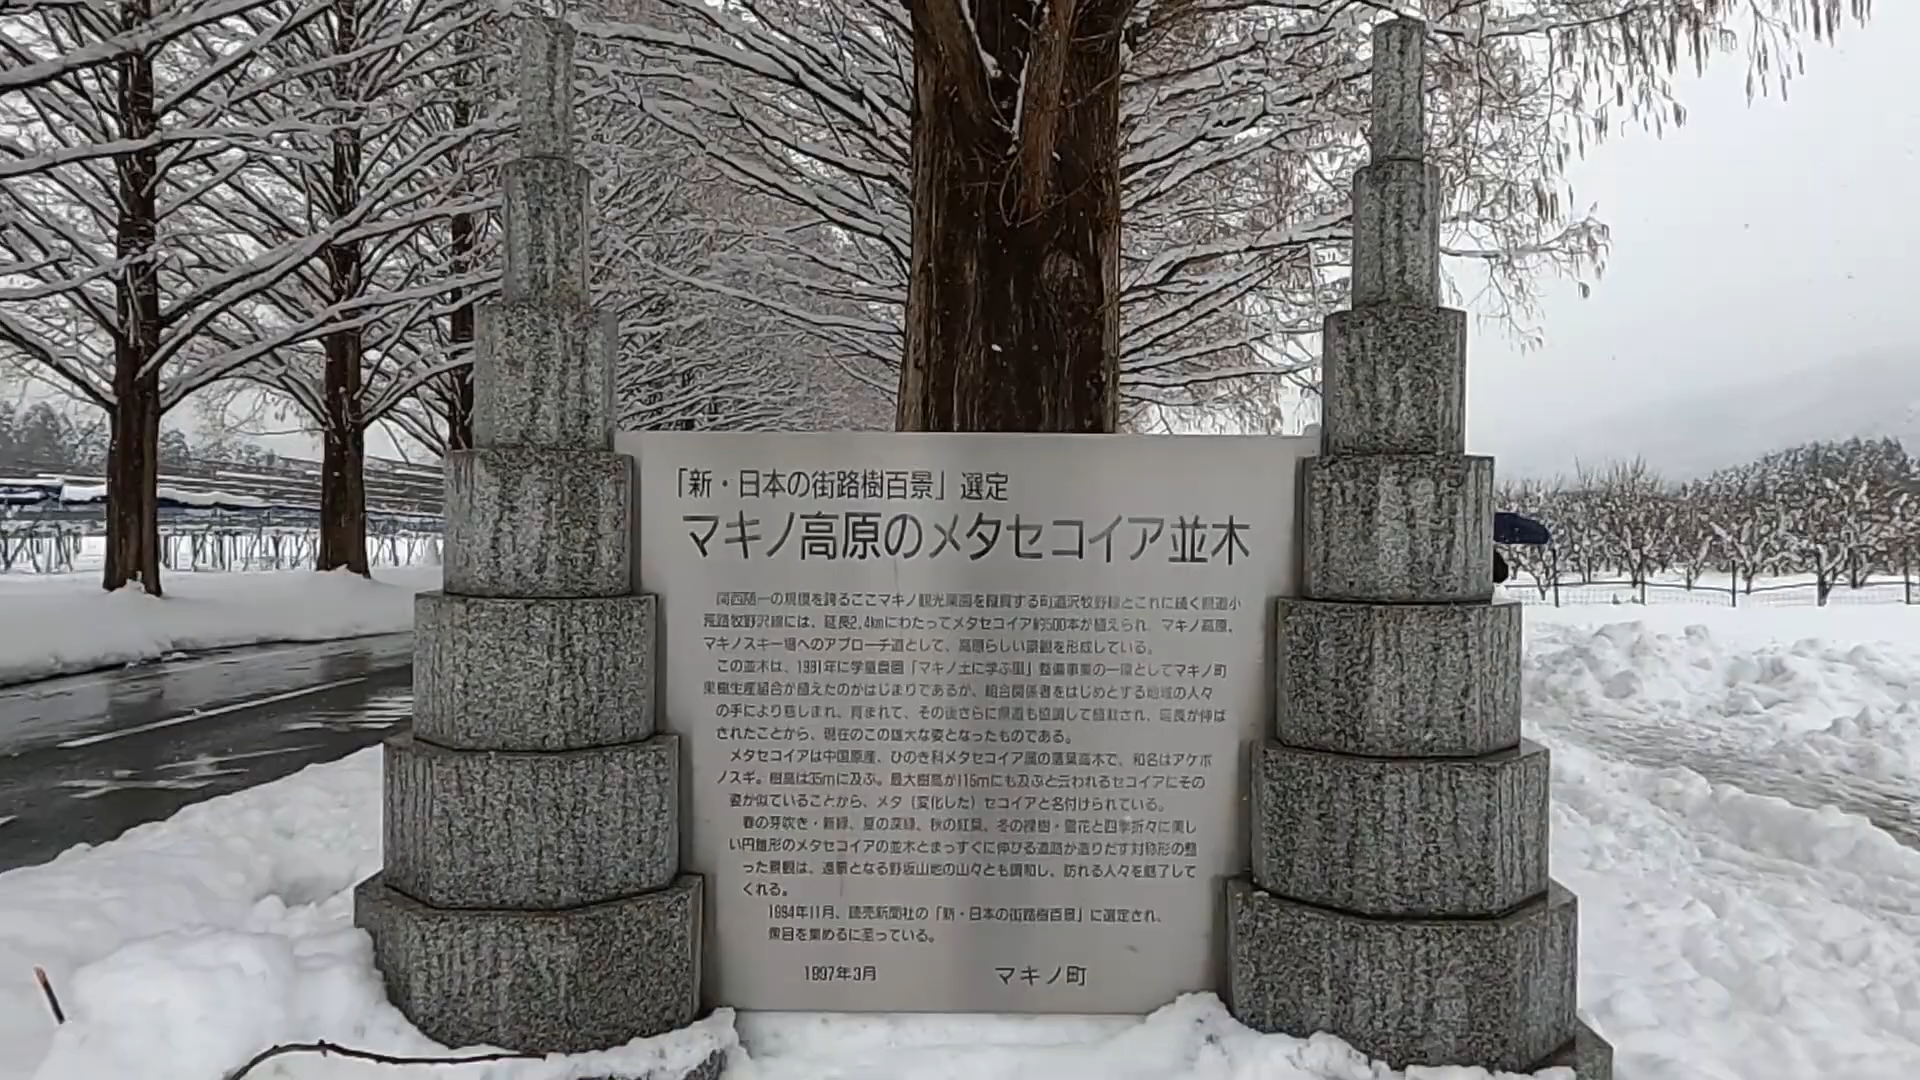 「新・日本の街路樹百景」選定
マキノ高原のメタセコイア並木
関西随一の規模を誇るここマキノ観光果園を縦貫する町道沢牧野線とこれに続く県道小
荒路牧野沢線には、延長2.4kmにわたってメタセコイア約500本が植えられ、マキノ高原、
マキノスキー場へのアプローチ道として、高原らしい景観を形成している。
この並木は、1981年に学童農園「マキノ土に学ぶ里」整備事業の一環としてマキノ町
果樹生産組合が植えたのがはじまりであるが、組合関係者をはじめとする地域の人々
の手により慈しまれ、育まれて、その後さらに県道も協調して植栽され、延長が伸ば
されたことから、現在のこの雄大な姿となったものである。
メタセコイアは中国原産、ひのき科メタセコイア属の落葉高木で、和名はアケボ
ノスギ。樹高は35mに及ぶ。最大樹高が115mにも及ぶと云われるセコイアにその
姿が似ていることから、メタ（変化した）セコイアと名付けられている。
春の芽吹き・新緑、夏の深緑、秋の紅葉、冬の裸樹・雪花と四季折々に美し
い円錐形のメタセコイアの並木とまっすぐに伸びる道路が造りだす対称形の整
った景観は、遠景となる野坂山地の山々とも調和し、訪れる人々を魅了して
くれる。
1994年11月、読売新聞社の「新・日本の街路樹百景」に選定され、
衆目を集めるに至っている。
1997年3月 マキノ町